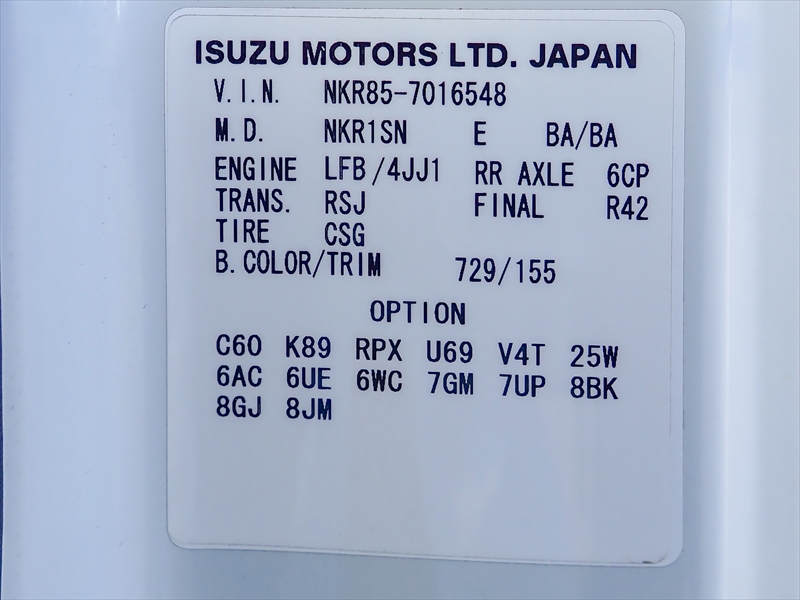 ISUZU MOTORS LTD. JAPAN
V.I.N. NKR85-7016548
M.D. NKR1SN E BA/BA
ENGINE LFB/4JJ1 RR AXLE 6CP
TRANS. RSJ FINAL R42
TIRE CSG
B.COLOR/TRIM 729/155
OPTION
C60 K89 RPX U69 V4T 25W
6AC 6UE 6WC 7GM 7UP 8BK
8GJ 8JM